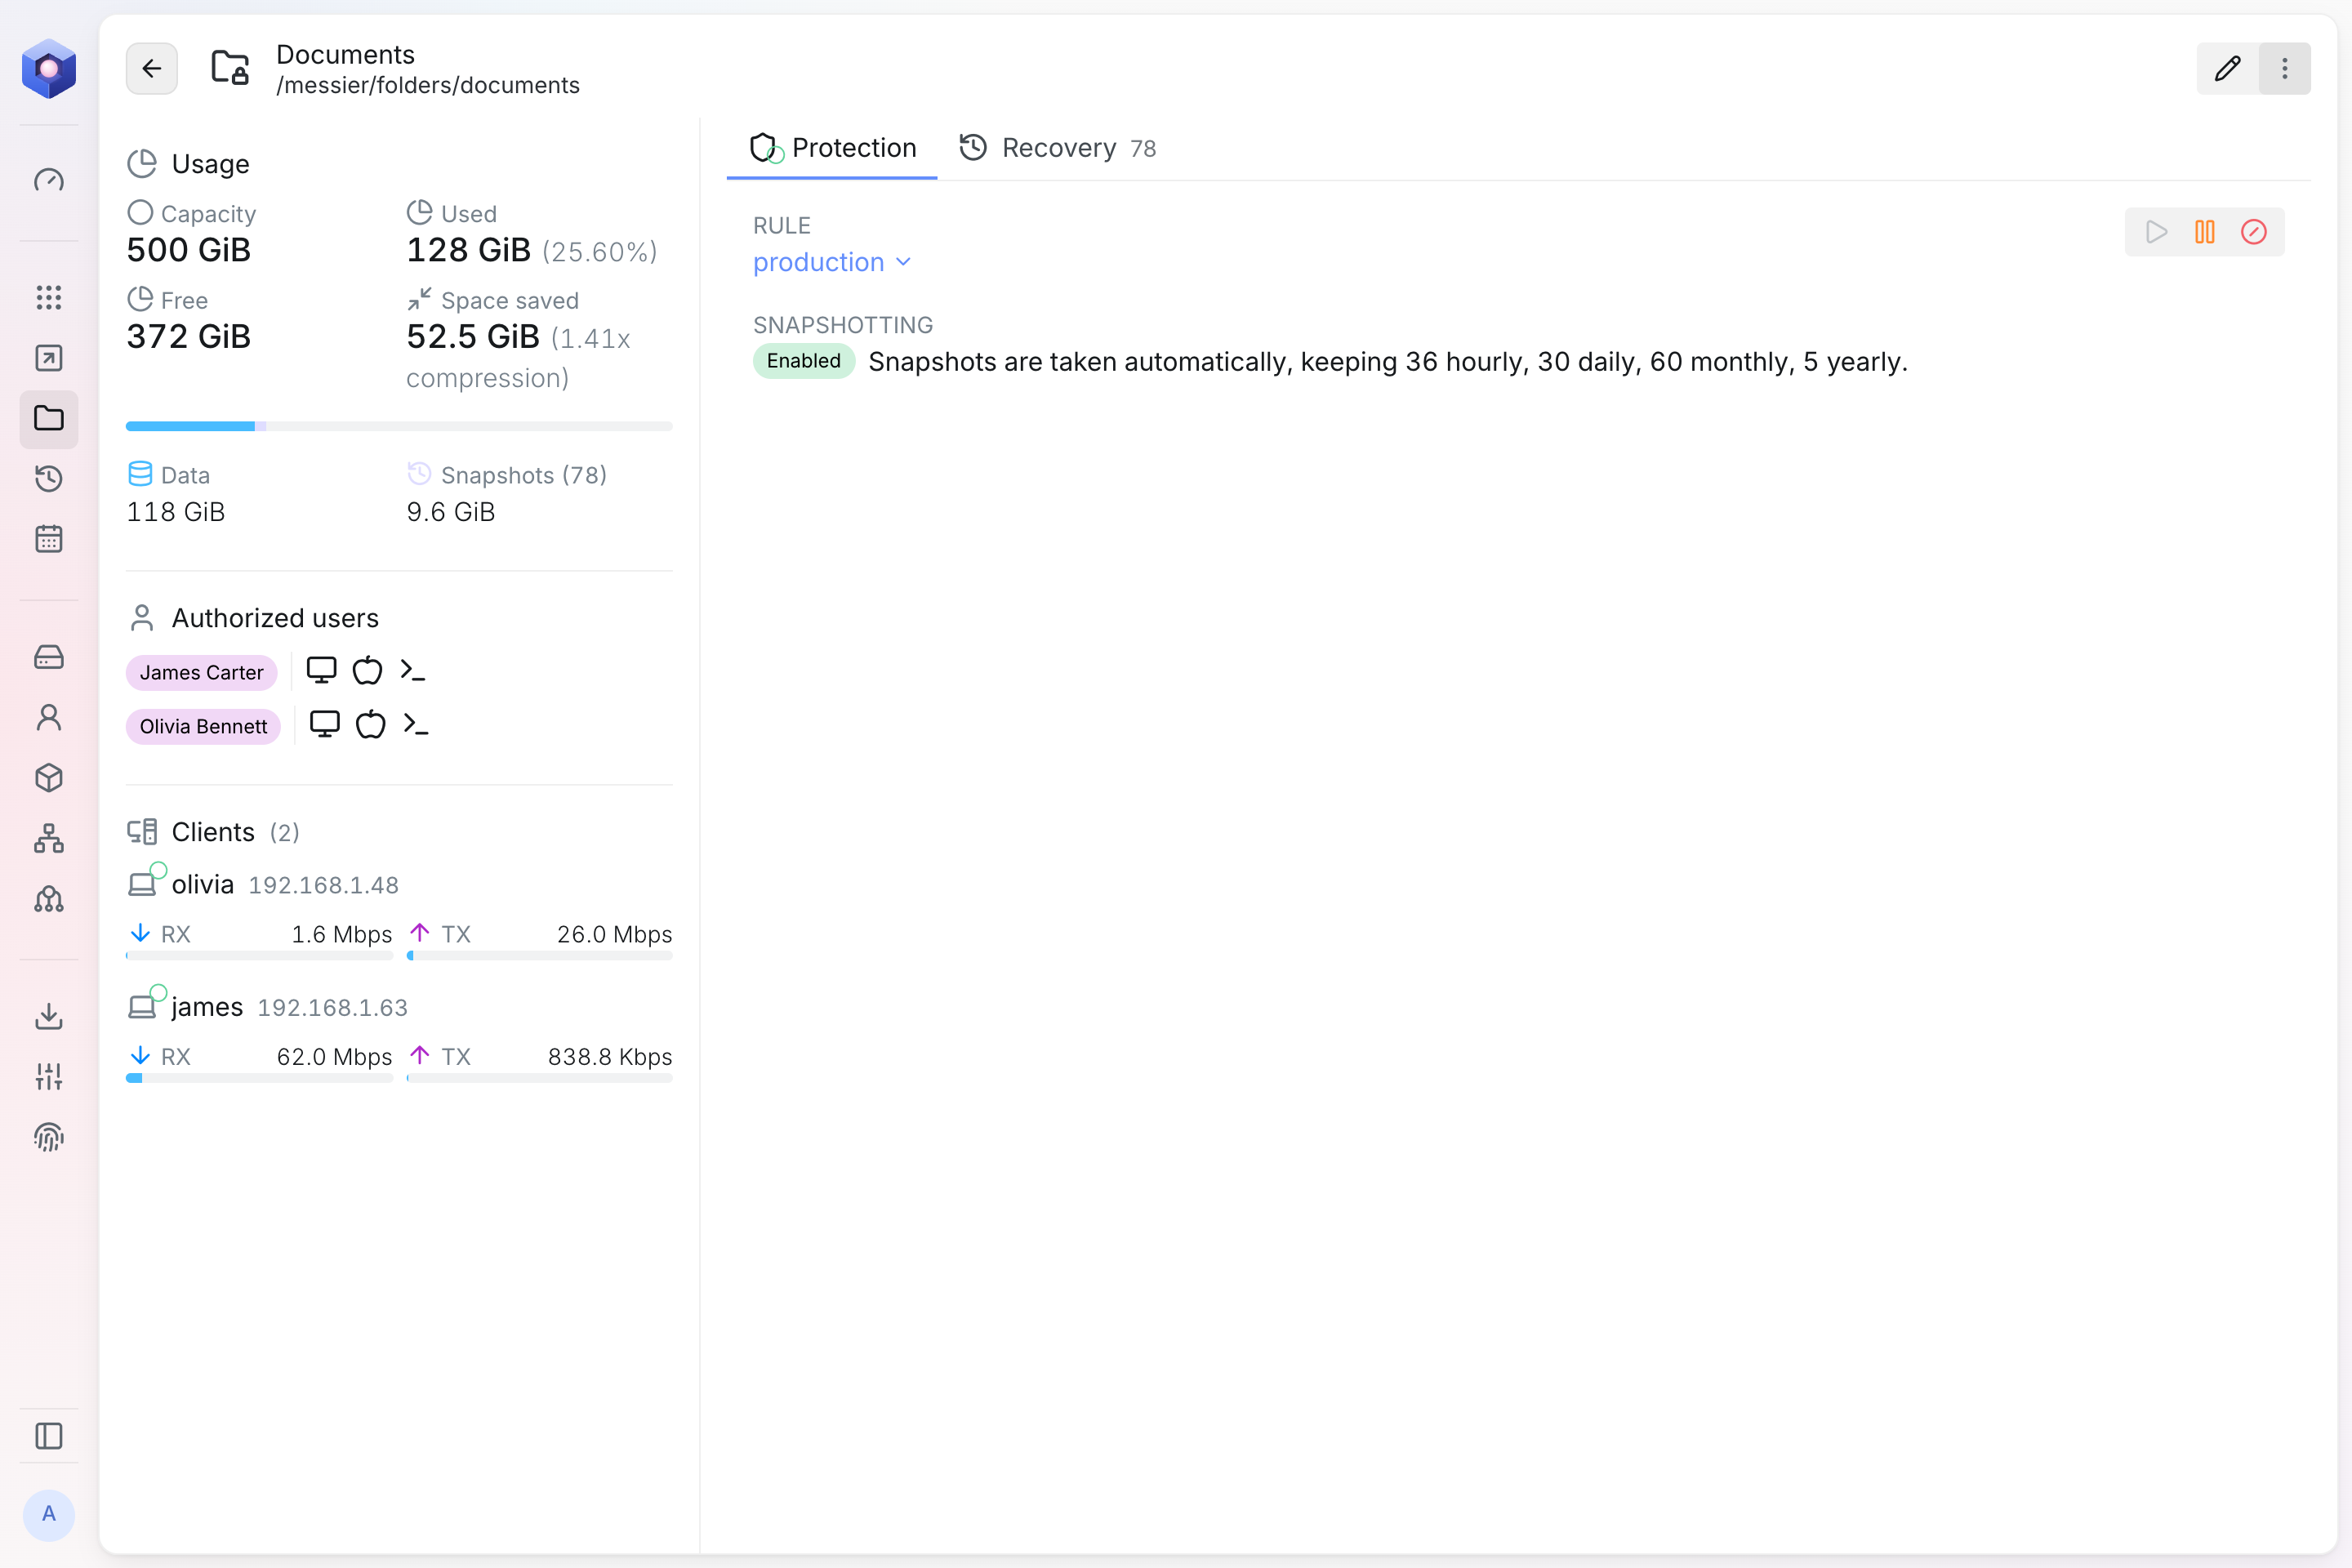 Documents
/messier/folders/documents
Usage
Capacity
500 GiB
Used
128 GiB (25.60%)
Free
372 GiB
Space saved
52.5 GiB (1.41x
compression)
Data
118 GiB
Snapshots (78)
9.6 GiB
Authorized users
James Carter
Olivia Bennett
Clients (2)
olivia 192.168.1.48
RX 1.6 Mbps TX 26.0 Mbps
james 192.168.1.63
RX 62.0 Mbps TX 838.8 Kbps
Protection Recovery 78
RULE
production
SNAPSHOTTING
Enabled Snapshots are taken automatically, keeping 36 hourly, 30 daily, 60 monthly, 5 yearly.
A